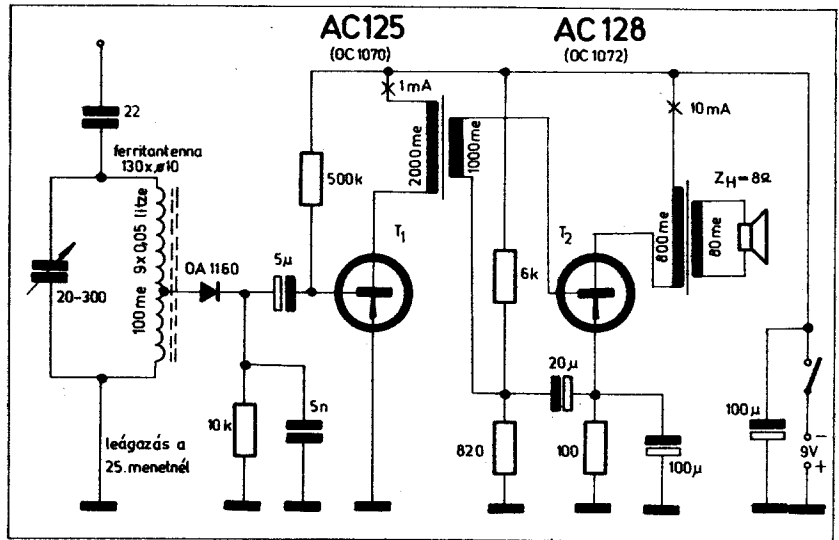 AC125
(OC1070)
AC128
(OC1072)
22
ferritantenna
130x,ø10
20-300
100me 9x0,05 litze
OA1160
5µ
500k
1mA
2000me
1000me
T1
6k
T2
10mA
800me
80me
ZH=8Ω
10k
5n
leágazás a
25. menetnél
820
20µ
100
100µ
100µ
−
9V
+